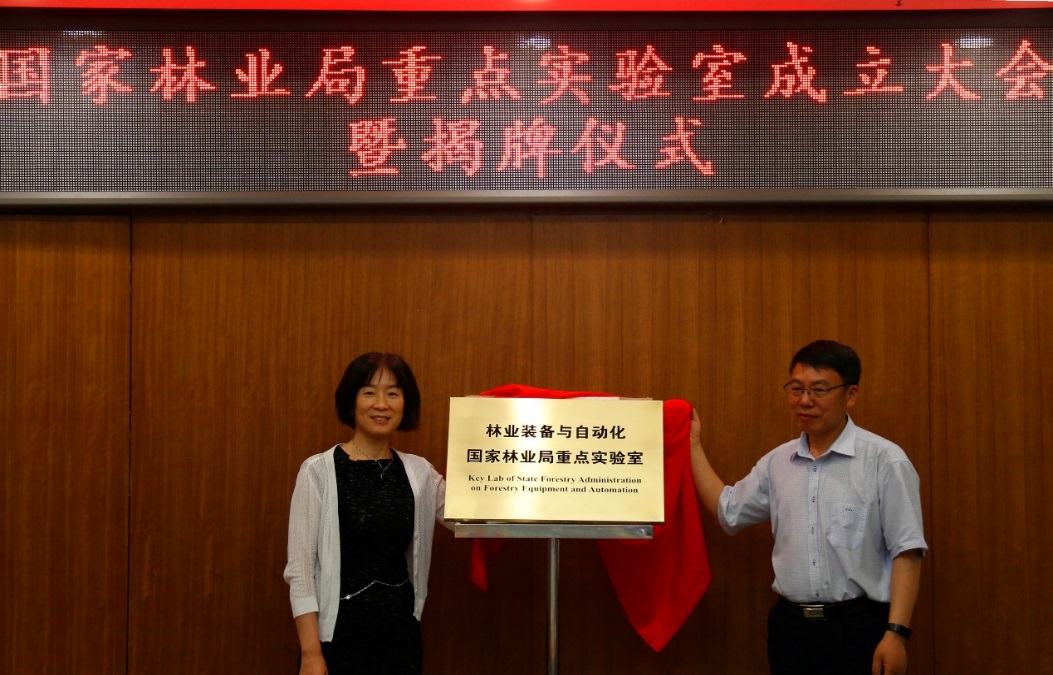 国家林业局重点实验室成立大会
暨揭牌仪式
林业装备与自动化
国家林业局重点实验室
Key Lab of State Forestry Administration
on Forestry Equipment and Automation